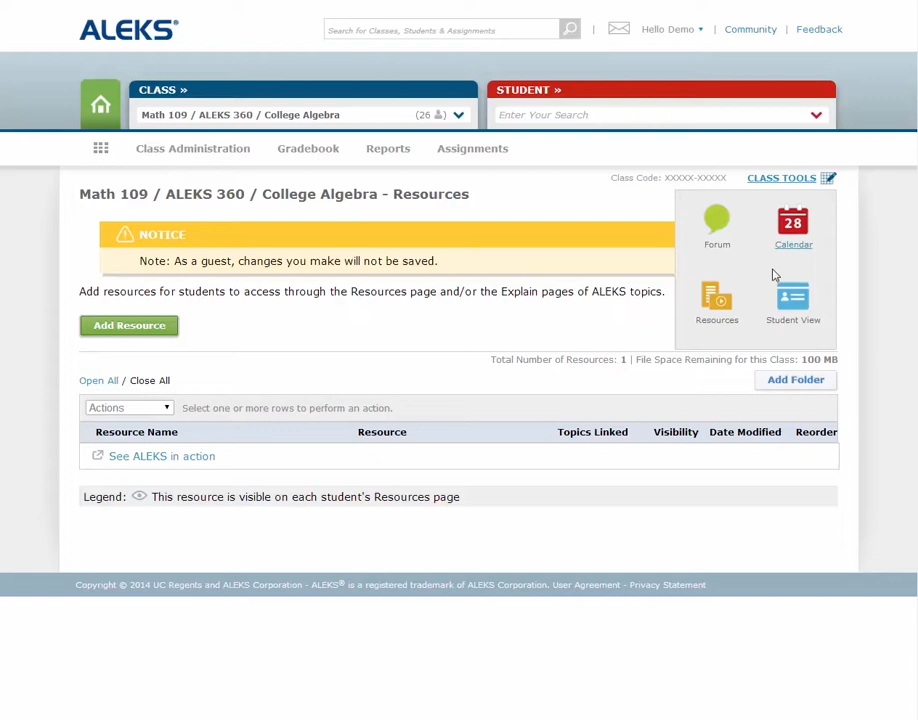 ALEKS®
Search for Classes, Students & Assignments
|
Hello Demo ▾
|
Community
|
Feedback
CLASS »
Math 109 / ALEKS 360 / College Algebra
(26)
STUDENT »
Enter Your Search
Class Administration
Gradebook
Reports
Assignments
Class Code: XXXXX-XXXXX
CLASS TOOLS
Math 109 / ALEKS 360 / College Algebra - Resources
NOTICE
Note: As a guest, changes you make will not be saved.
Forum
28
Calendar
Resources
Student View
Add resources for students to access through the Resources page and/or the Explain pages of ALEKS topics.
Add Resource
Total Number of Resources: 1 | File Space Remaining for this Class: 100 MB
Open All / Close All
Add Folder
Actions
Select one or more rows to perform an action.
Resource Name
Resource
Topics Linked
Visibility
Date Modified
Reorder
See ALEKS in action
Legend: This resource is visible on each student's Resources page
Copyright © 2014 UC Regents and ALEKS Corporation - ALEKS® is a registered trademark of ALEKS Corporation. User Agreement - Privacy Statement